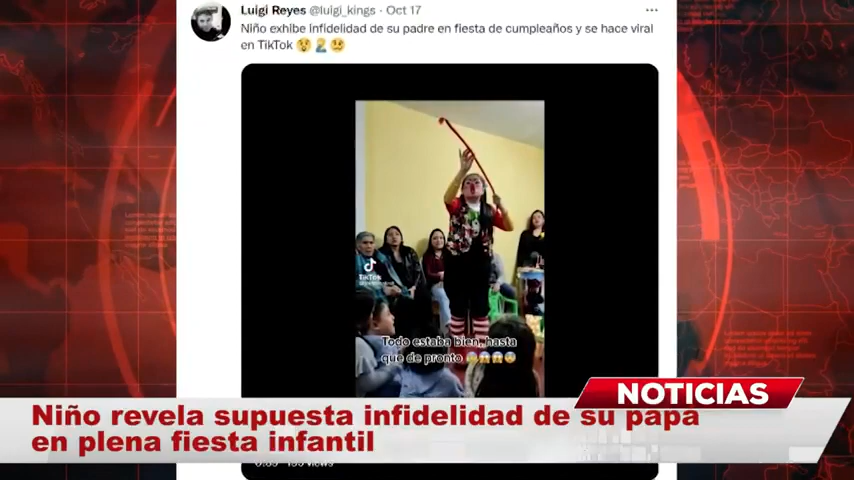 Luigi Reyes @luigi_kings · Oct 17
Niño exhibe infidelidad de su padre en fiesta de cumpleaños y se hace viral
en TikTok
TikTok
Todo estaba bien, hasta
que de pronto
NOTICIAS
Niño revela supuesta infidelidad de su papá
en plena fiesta infantil